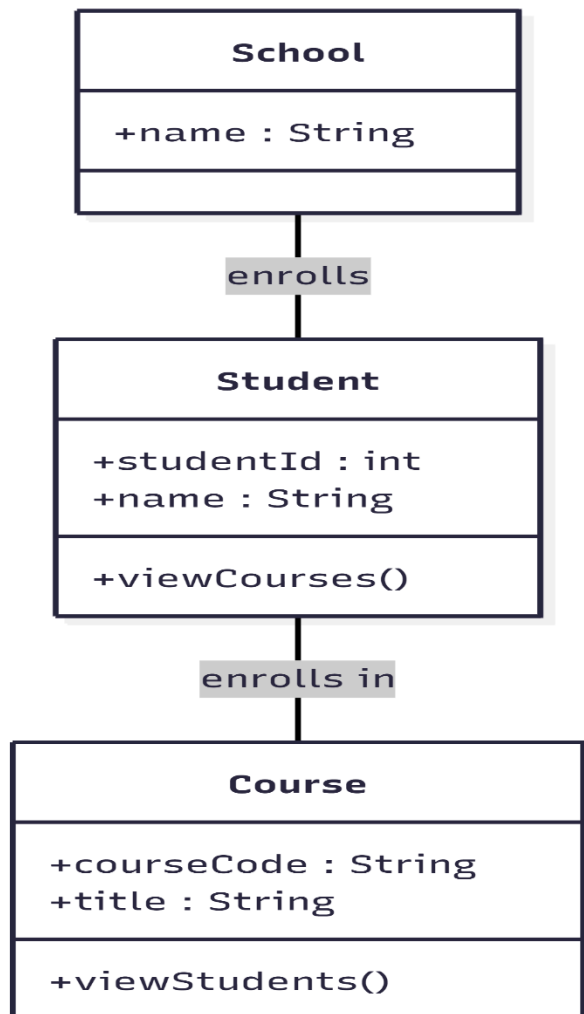 School
+name : String
enrolls
Student
+studentId : int
+name : String
+viewCourses()
enrolls in
Course
+courseCode : String
+title : String
+viewStudents()